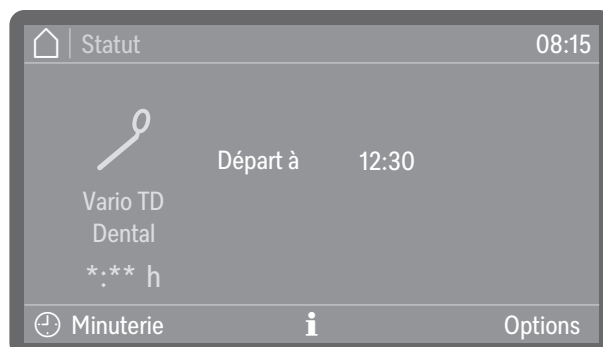 Statut 08:15
Départ à 12:30
Vario TD
Dental
*:** h
Minuterie i Options